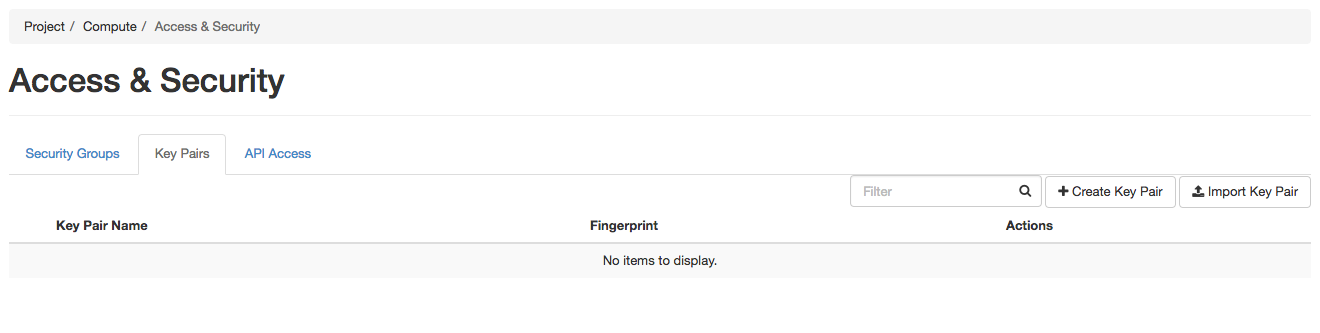 Project / Compute / Access & Security
Access & Security
Security Groups Key Pairs API Access
Filter Create Key Pair Import Key Pair
Key Pair Name Fingerprint Actions
No items to display.